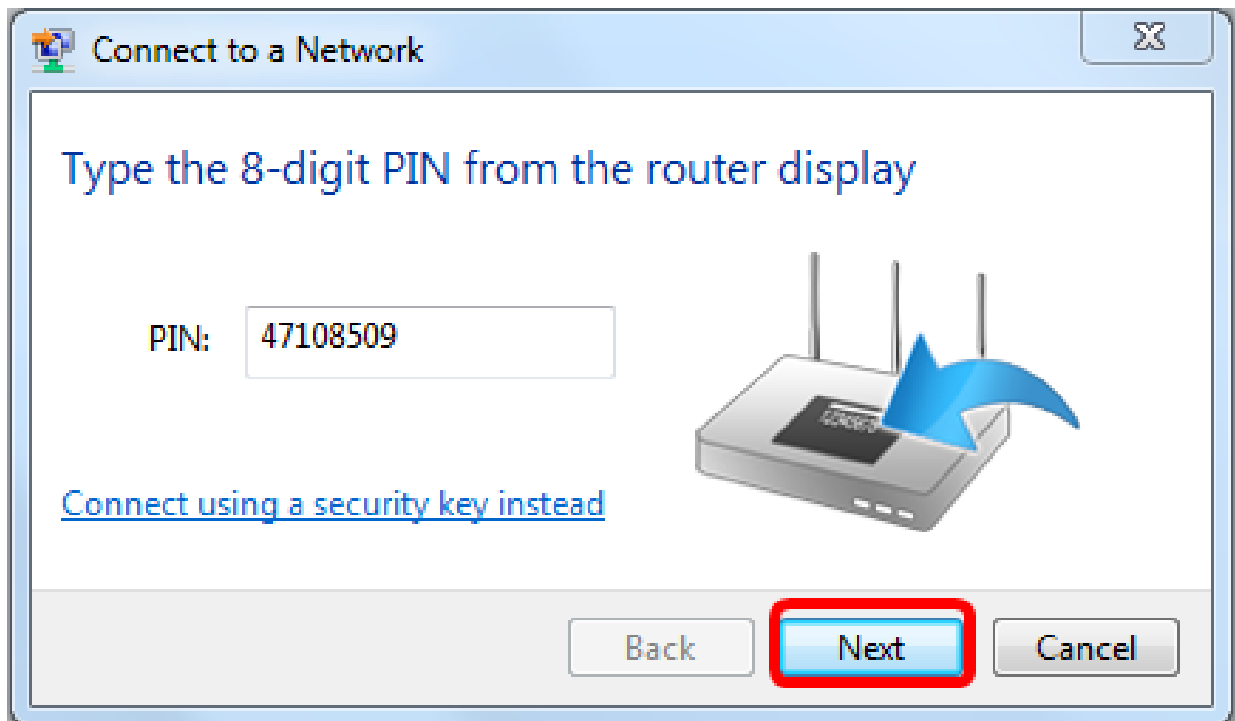 Connect to a Network
Type the 8-digit PIN from the router display
PIN: 47108509
Connect using a security key instead
Back Next Cancel